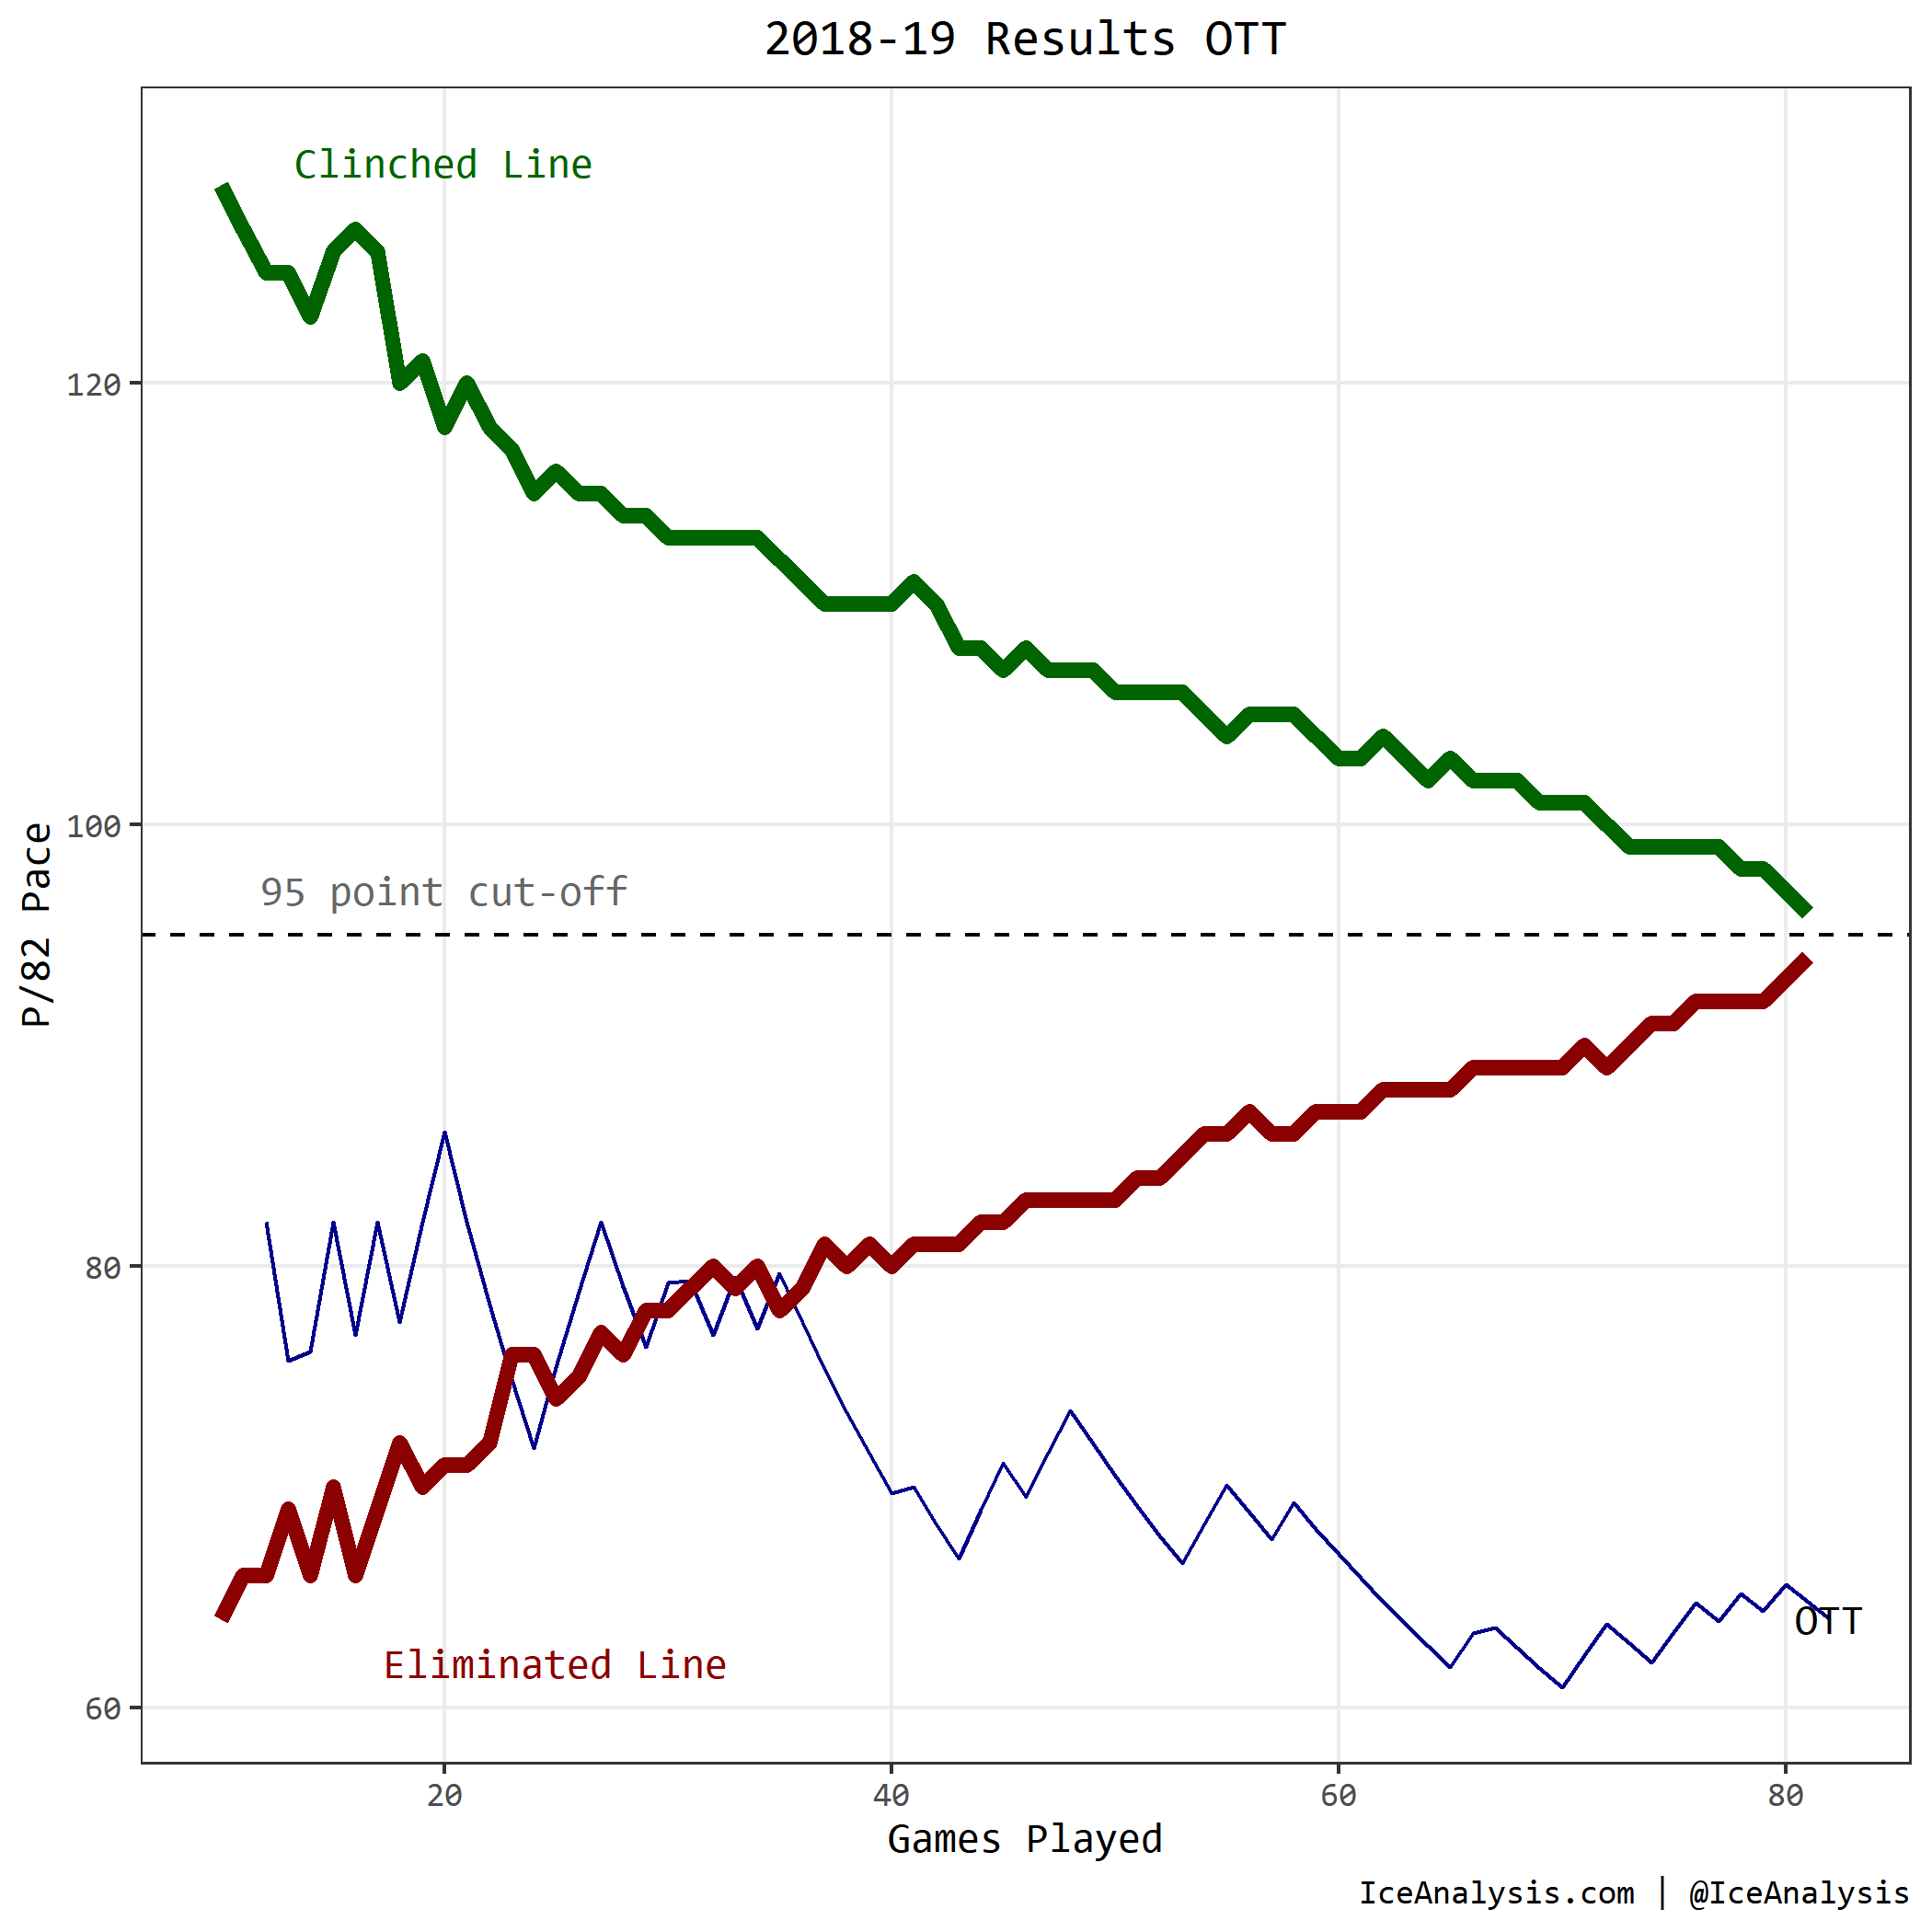 2018-19 Results OTT
Clinched Line
120
100
95 point cut-off
P/82 Pace
80
OTT
Eliminated Line
60
20 40 60 80
Games Played
IceAnalysis.com | @IceAnalysis